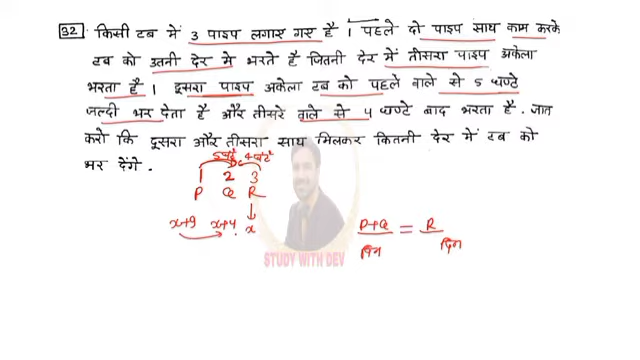 32 किसी टब में 3 पाइप लगाए गए है । पहले दो पाइप साथ काम करके
टब को उतनी देर मे भरते है जितनी देर में तीसरा पाइप अकेला
भरता है । दूसरा पाइप अकेला टब को पहले वाले से 5 घण्टे
जल्दी भर देता है और तीसरे वाले से 4 घण्टे बाद भरता है . ज्ञात
करो कि दूसरा और तीसरा साथ मिलकर कितनी देर मे टब को
भर देंगे .
5 घंटे 4 घंटे
1 2 3
P Q R
x+9 x+4 x
P+Q = R
दिन दिन
STUDY WITH DEV